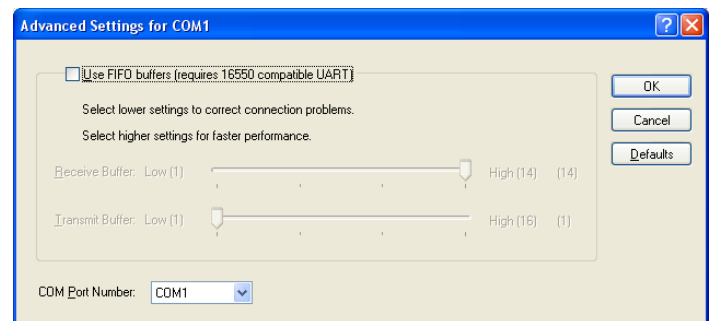 Advanced Settings for COM1
Use FIFO buffers (requires 16550 compatible UART)
OK
Select lower settings to correct connection problems.
Cancel
Select higher settings for faster performance.
Defaults
Receive Buffer: Low (1) High (14) (14)
Transmit Buffer: Low (1) High (16) (1)
COM Port Number: COM1